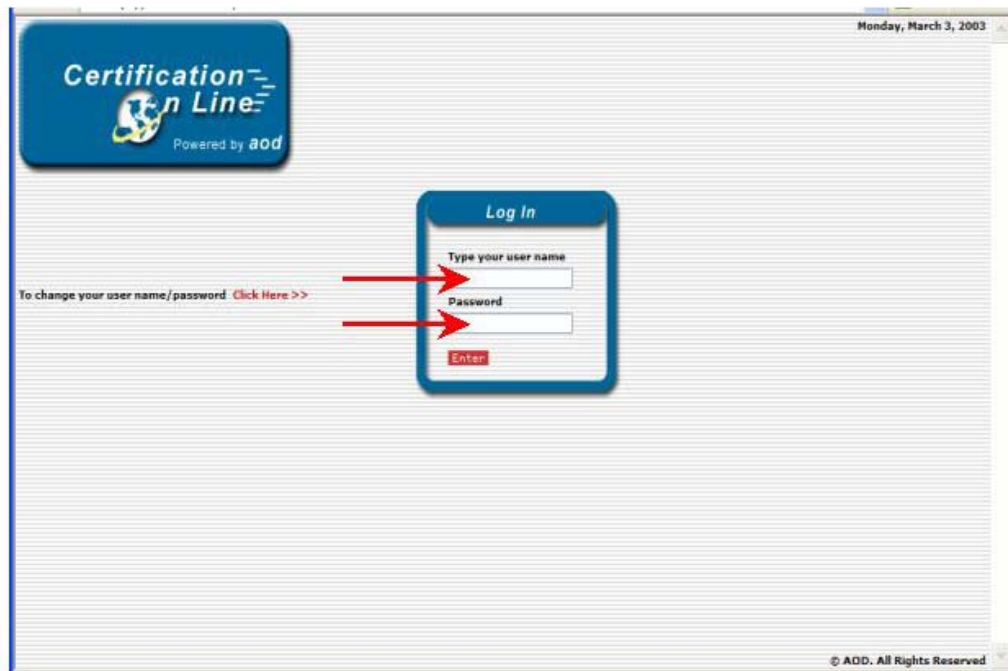 Monday, March 3, 2003
Certification
On Line
Powered by aod
Log In
Type your user name
To change your user name/password Click Here >>
Password
Enter
© AOD. All Rights Reserved